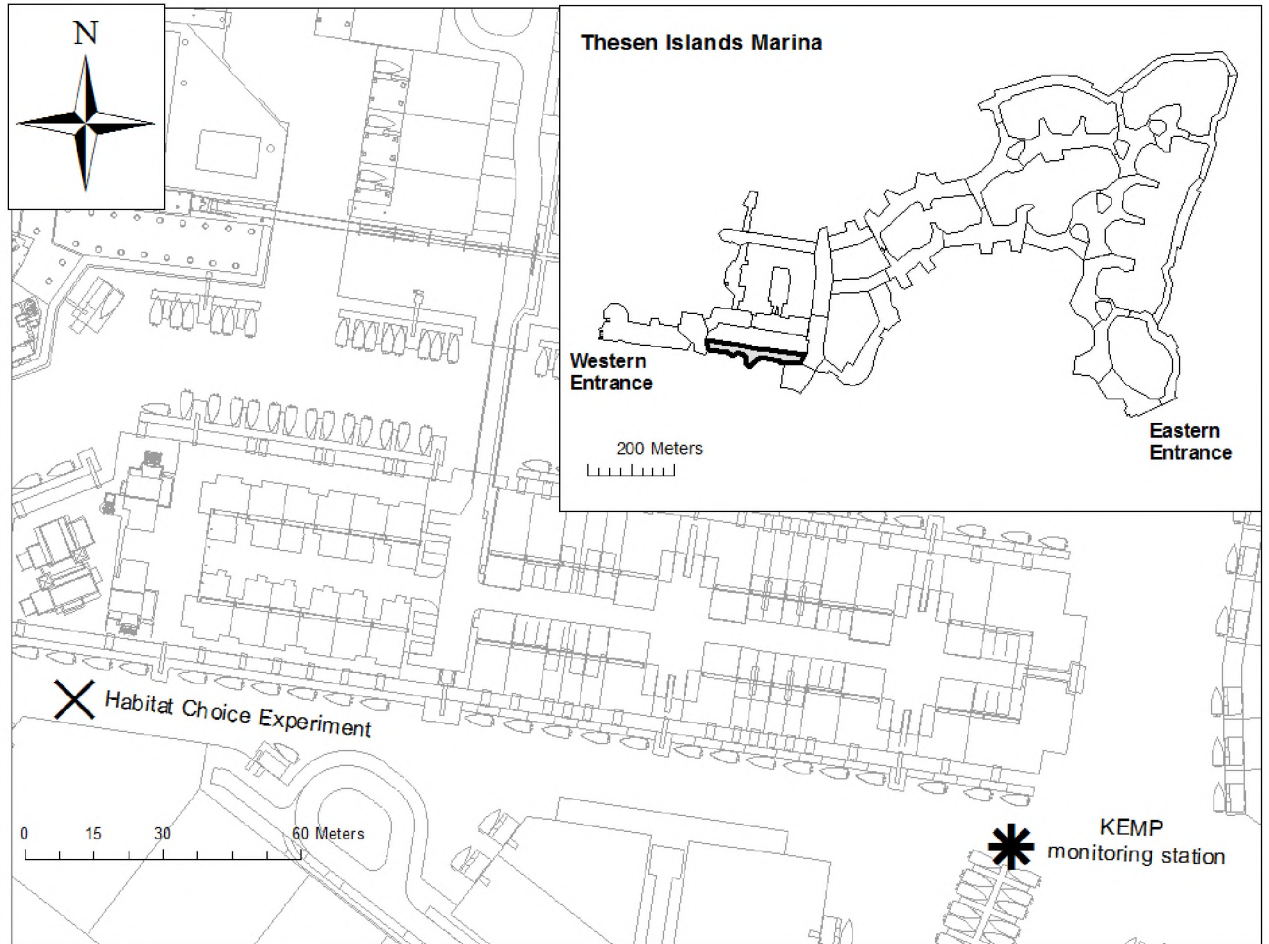 N
Thesen Islands Marina
Western
Entrance
200 Meters
Eastern
Entrance
Habitat Choice Experiment
0 15 30 60 Meters
KEMP
monitoring station